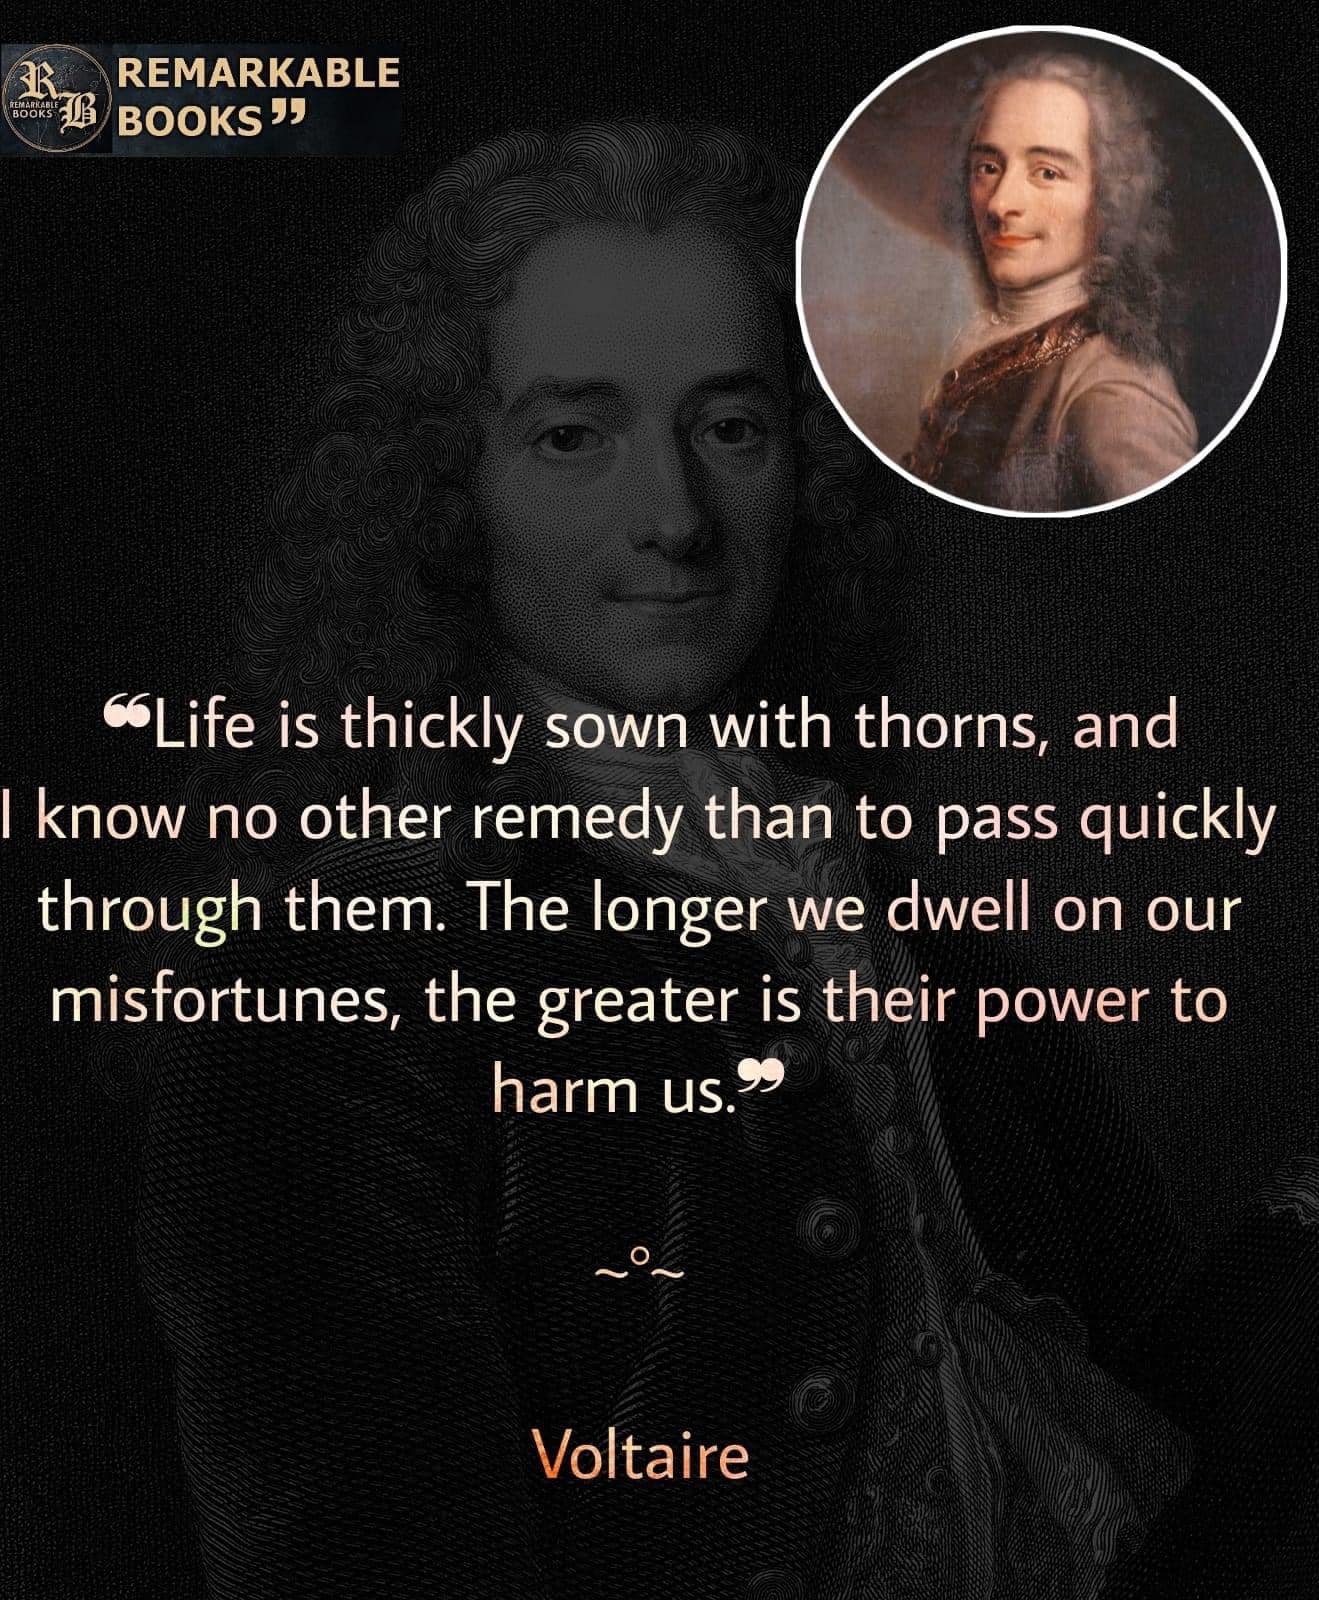 REMARKABLE
BOOKS”
R
B
REMARKABLE
BOOKS
❝Life is thickly sown with thorns, and
I know no other remedy than to pass quickly
through them. The longer we dwell on our
misfortunes, the greater is their power to
harm us.❞
~°~
Voltaire